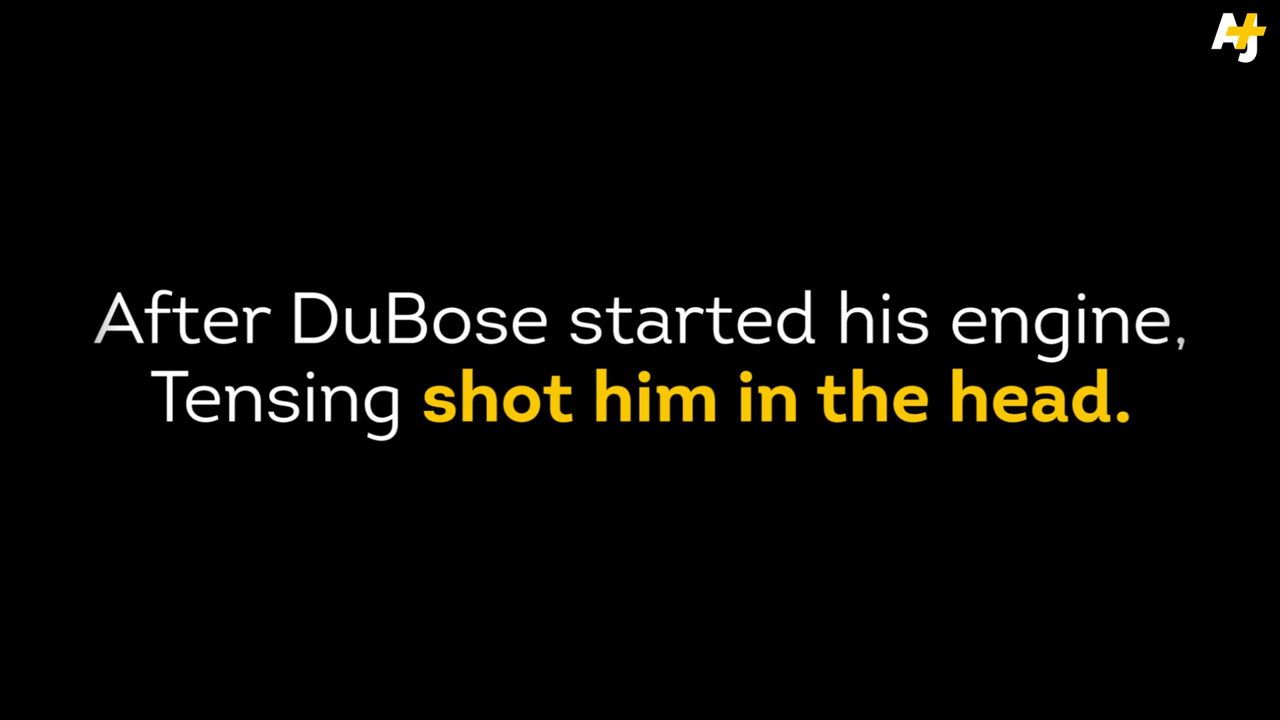 AJ+
After DuBose started his engine,
Tensing shot him in the head.